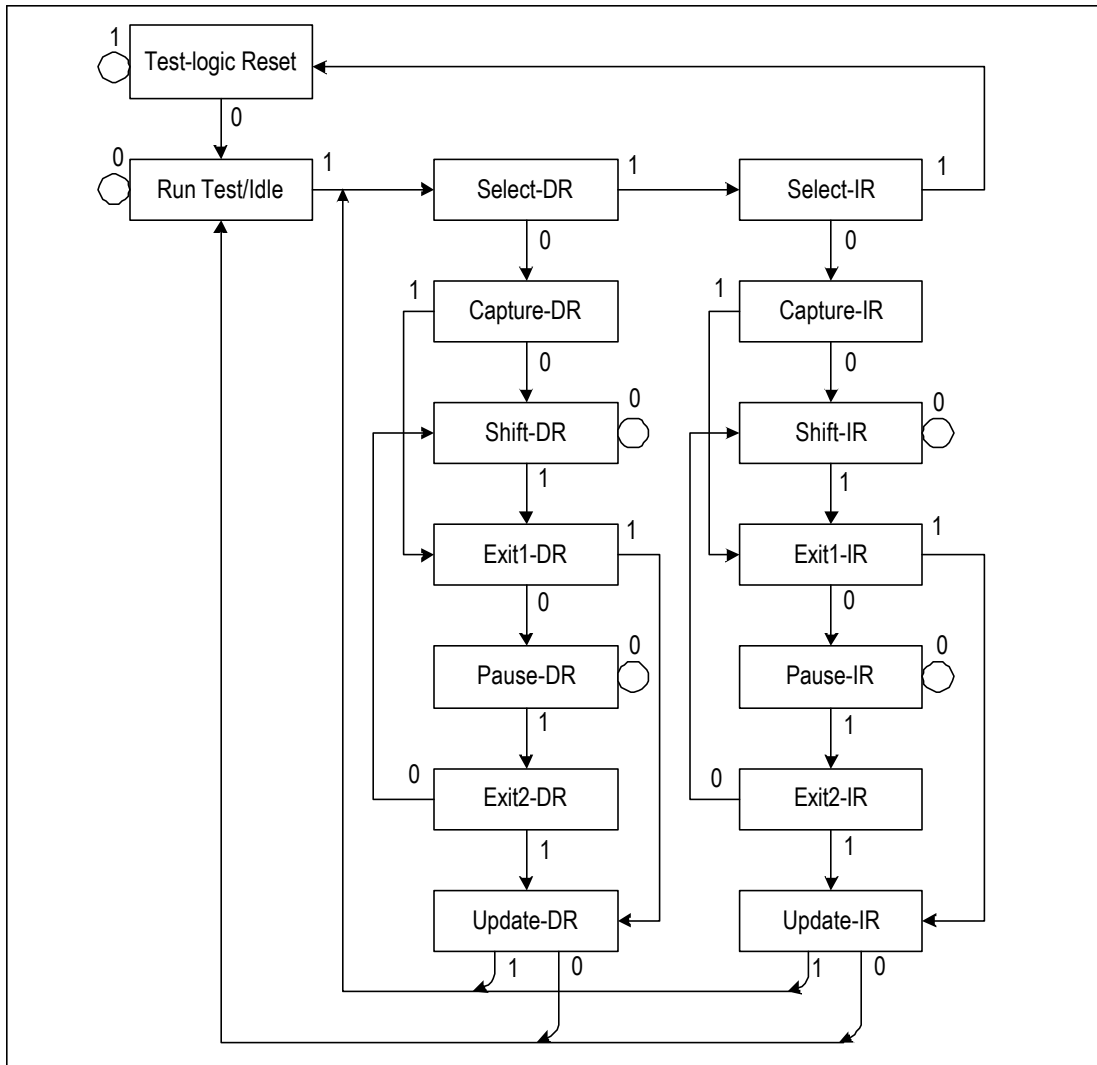 1
Test-logic Reset
0
0
Run Test/Idle
1
Select-DR
1
Select-IR
1
0
0
1
Capture-DR
1
Capture-IR
0
0
Shift-DR
0
Shift-IR
0
1
1
Exit1-DR
1
Exit1-IR
1
0
0
Pause-DR
0
Pause-IR
0
1
1
0
Exit2-DR
0
Exit2-IR
1
1
Update-DR
Update-IR
1
0
1
0